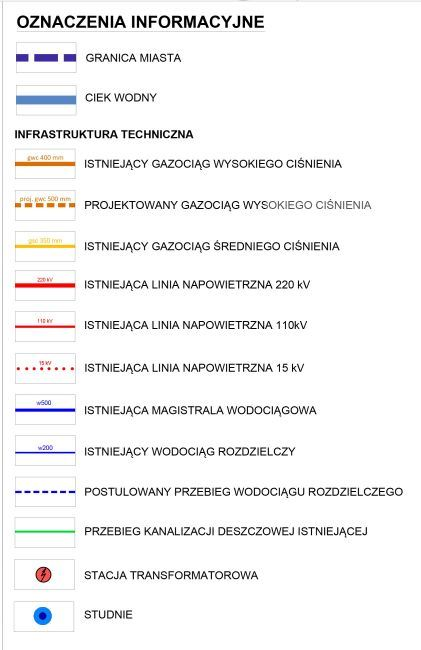 OZNACZENIA INFORMACYJNE
GRANICA MIASTA
CIEK WODNY
INFRASTRUKTURA TECHNICZNA
gwc 400 mm
ISTNIEJĄCY GAZOCIĄG WYSOKIEGO CIŚNIENIA
proj. gwc 500 mm
PROJEKTOWANY GAZOCIĄG WYSOKIEGO CIŚNIENIA
gsc 350 mm
ISTNIEJĄCY GAZOCIĄG ŚREDNIEGO CIŚNIENIA
220 kV
ISTNIEJĄCA LINIA NAPOWIETRZNA 220 kV
110 kV
ISTNIEJĄCA LINIA NAPOWIETRZNA 110kV
15 kV
ISTNIEJĄCA LINIA NAPOWIETRZNA 15 kV
w500
ISTNIEJĄCA MAGISTRALA WODOCIĄGOWA
w200
ISTNIEJĄCY WODOCIĄG ROZDZIELCZY
POSTULOWANY PRZEBIEG WODOCIĄGU ROZDZIELCZEGO
PRZEBIEG KANALIZACJI DESZCZOWEJ ISTNIEJĄCEJ
STACJA TRANSFORMATOROWA
STUDNIE